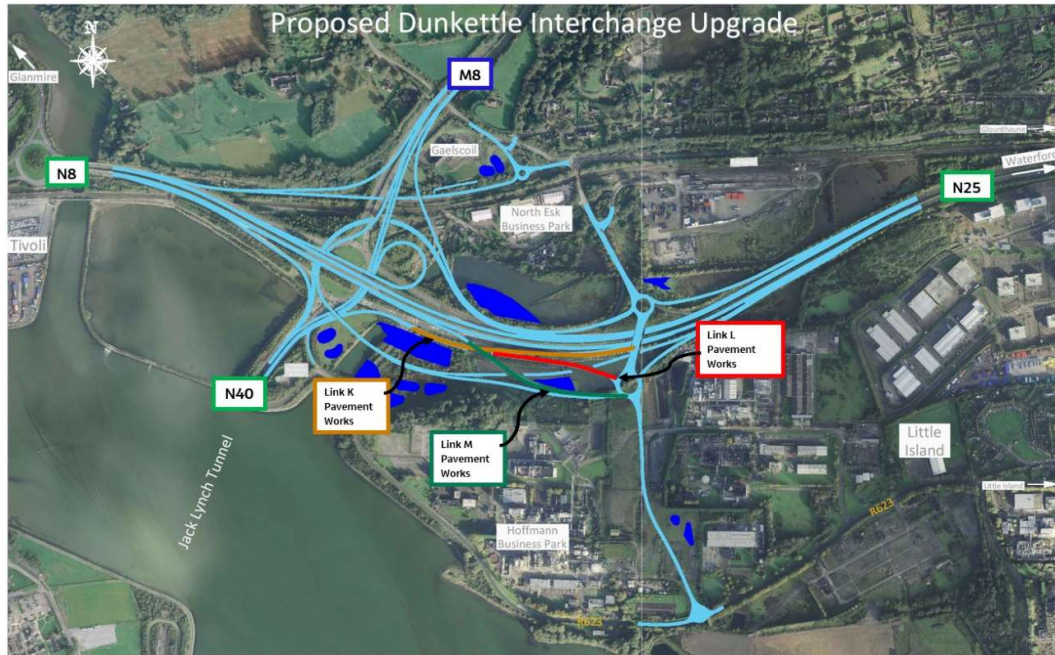 Proposed Dunkettle Interchange Upgrade
N
Glanmire
M8
Gaelscoil
Glounthaune
Waterford
N8
N25
North Esk
Business Park
Tivoli
Link L
Pavement
Works
N40
Link K
Pavement
Works
Link M
Pavement
Works
Little
Island
Jack Lynch Tunnel
Little Island
R623
Hoffmann
Business Park
R623